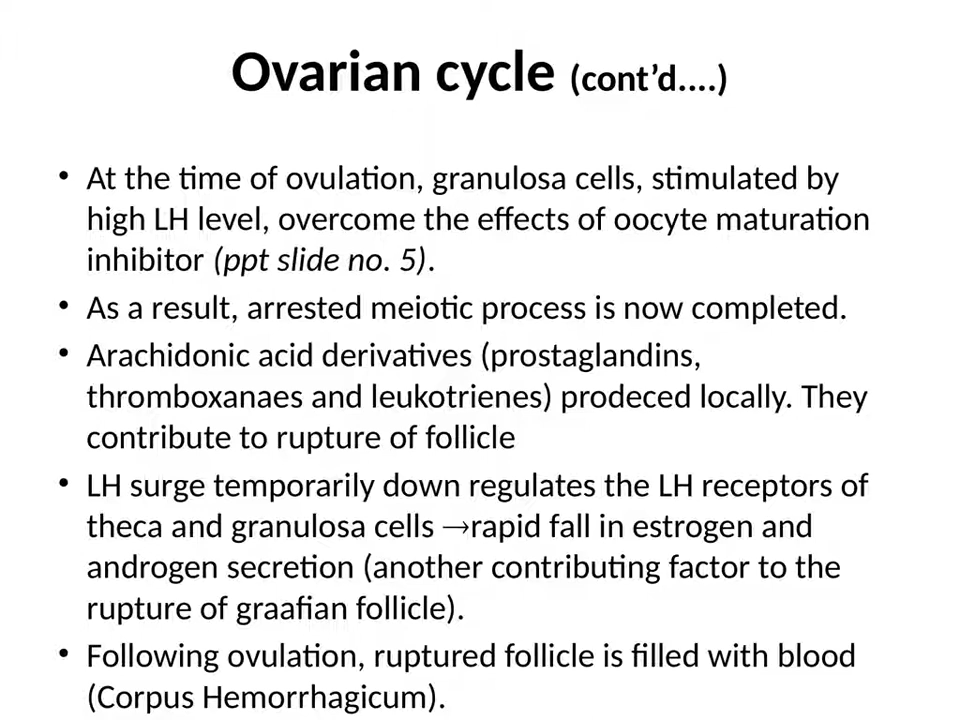 Ovarian cycle (cont’d....)
• At the time of ovulation, granulosa cells, stimulated by
high LH level, overcome the effects of oocyte maturation
inhibitor (ppt slide no. 5).
• As a result, arrested meiotic process is now completed.
• Arachidonic acid derivatives (prostaglandins,
thromboxanaes and leukotrienes) prodeced locally. They
contribute to rupture of follicle
• LH surge temporarily down regulates the LH receptors of
theca and granulosa cells →rapid fall in estrogen and
androgen secretion (another contributing factor to the
rupture of graafian follicle).
• Following ovulation, ruptured follicle is filled with blood
(Corpus Hemorrhagicum).